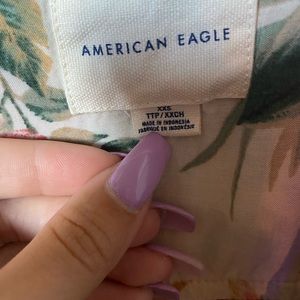 AMERICAN EAGLE
XXS
TTP/XXCH
MADE IN INDONESIA
FABRIQUÉ EN INDONÉSIE